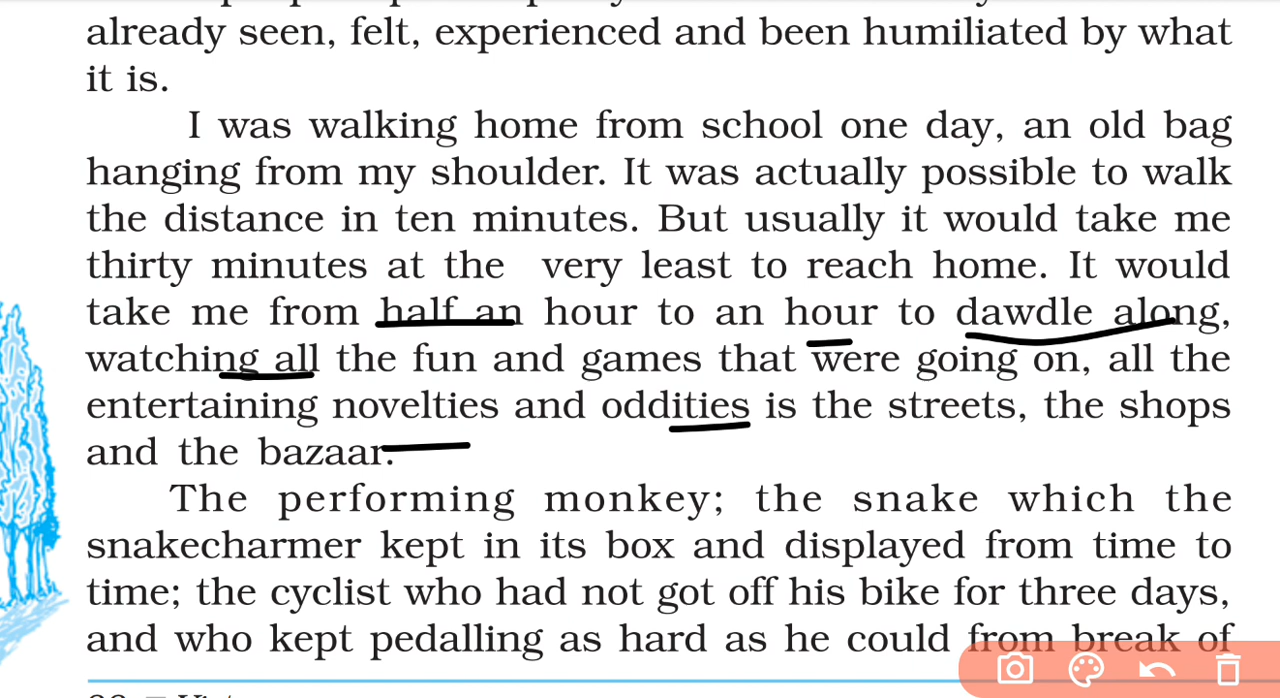 already seen, felt, experienced and been humiliated by what
it is.
I was walking home from school one day, an old bag
hanging from my shoulder. It was actually possible to walk
the distance in ten minutes. But usually it would take me
thirty minutes at the very least to reach home. It would
take me from half an hour to an hour to dawdle along,
watching all the fun and games that were going on, all the
entertaining novelties and oddities is the streets, the shops
and the bazaar.
The performing monkey; the snake which the
snakecharmer kept in its box and displayed from time to
time; the cyclist who had not got off his bike for three days,
and who kept pedalling as hard as he could from break of